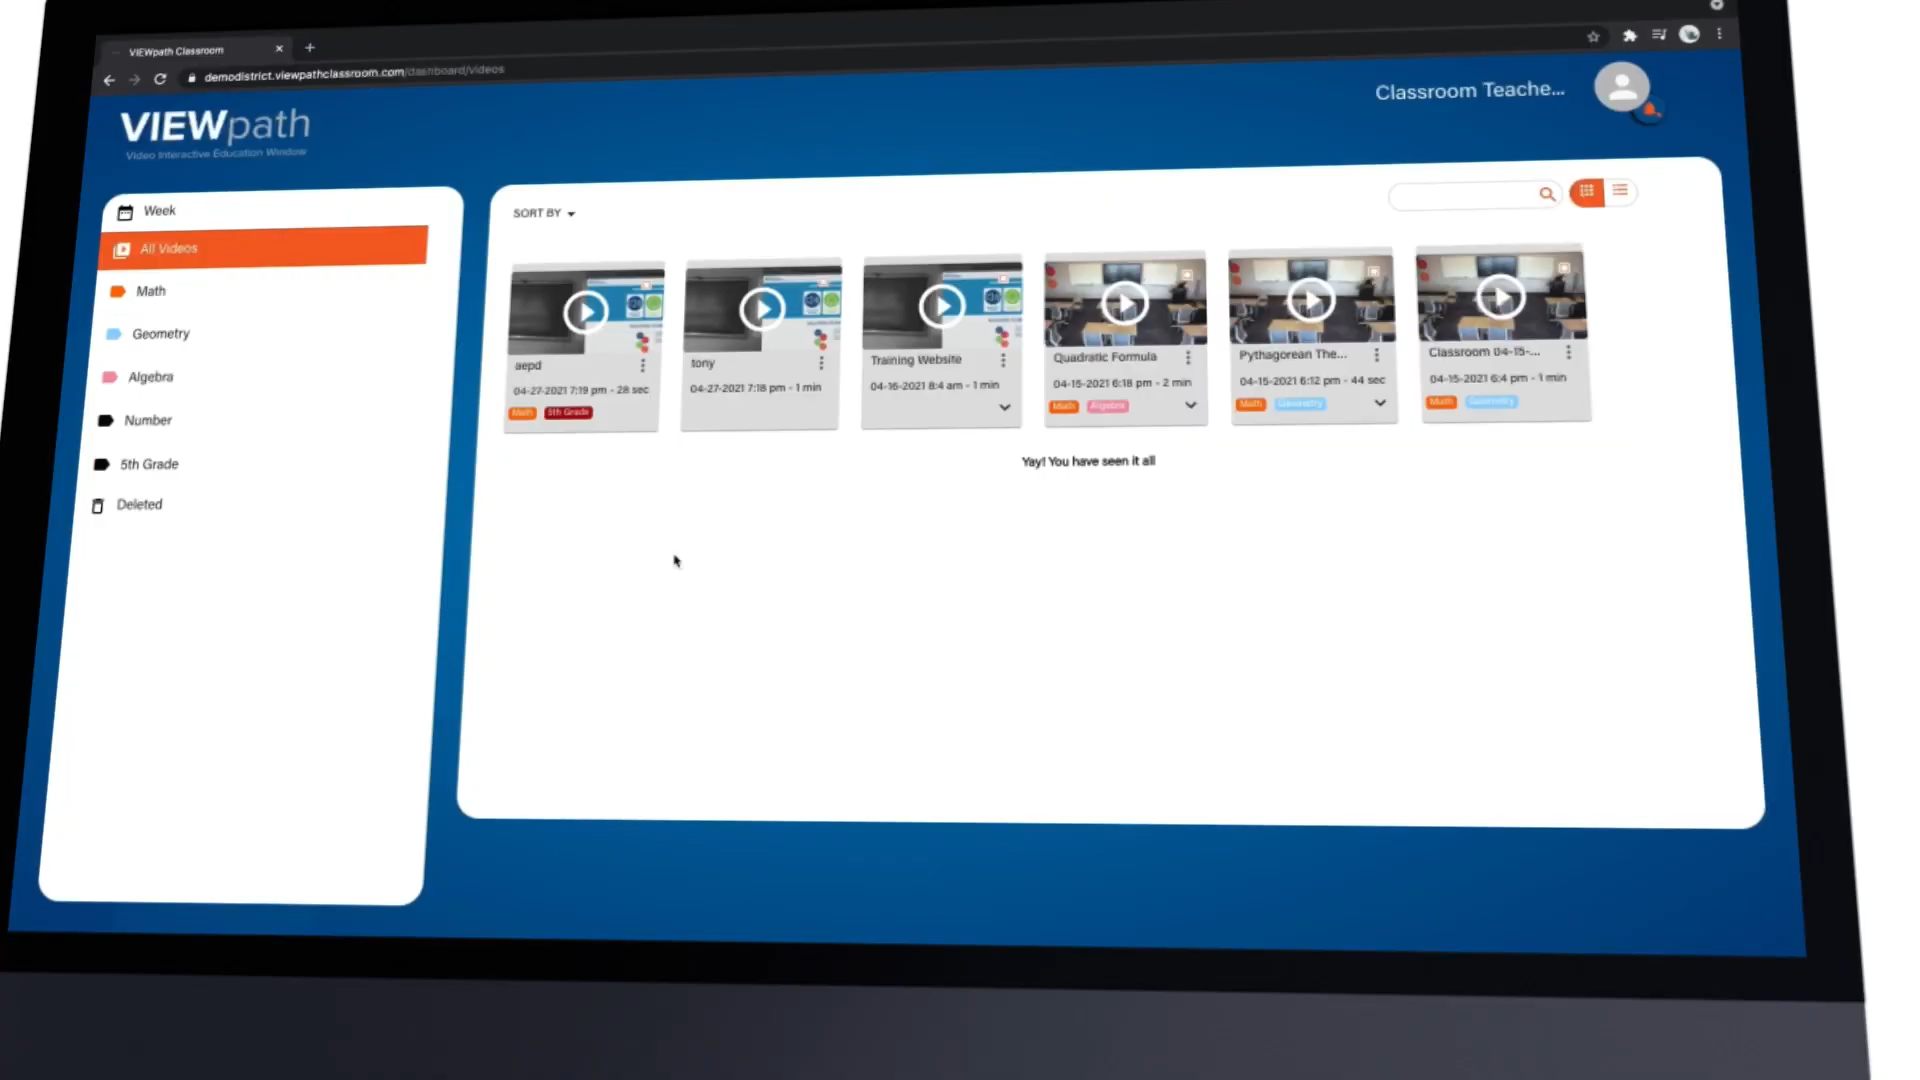 VIEWpath Classroom
demodistrict.viewpathclassroom.com/dashboard/videos
VIEWpath
Video Interactive Education Window
Classroom Teache...
Week
All Videos
Math
Geometry
Algebra
Number
5th Grade
Deleted
SORT BY
aepd
04-27-2021 7:19 pm - 28 sec
Math 5th Grade
tony
04-27-2021 7:18 pm - 1 min
Training Website
04-16-2021 8:4 am - 1 min
Quadratic Formula
04-15-2021 6:18 pm - 2 min
Math Algebra
Pythagorean The...
04-15-2021 6:12 pm - 44 sec
Math Geometry
Classroom 04-15-...
04-15-2021 6:4 pm - 1 min
Math Geometry
Yay! You have seen it all